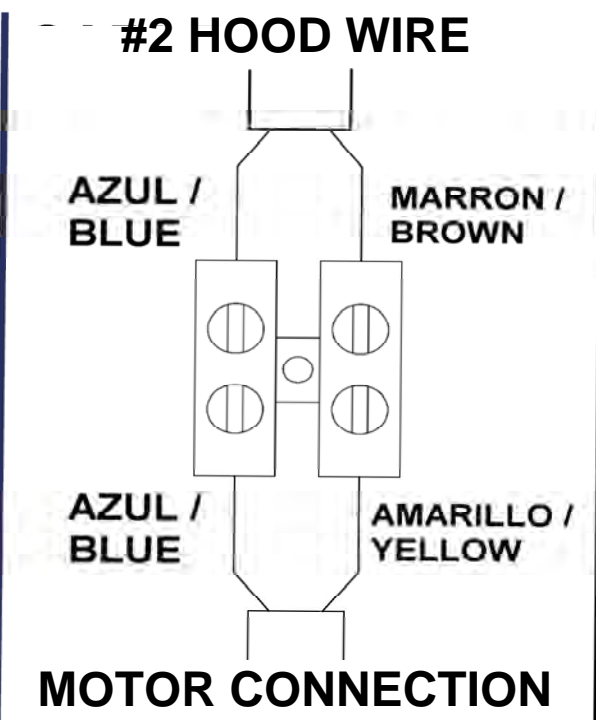 #2 HOOD WIRE
AZUL /
BLUE
MARRON /
BROWN
AZUL /
BLUE
AMARILLO /
YELLOW
MOTOR CONNECTION